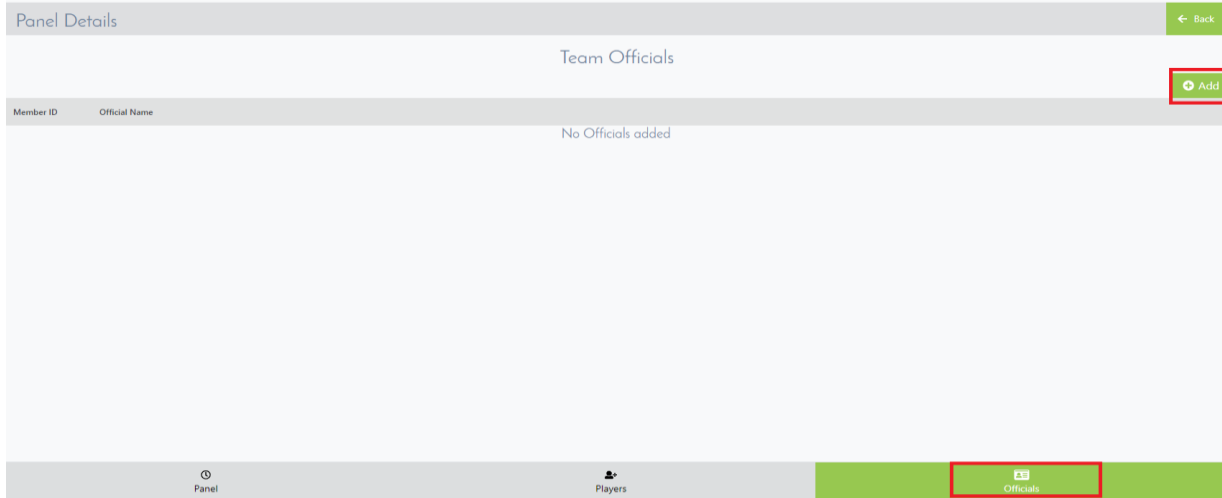 Panel Details
Back
Team Officials
Add
Member ID Official Name
No Officials added
Panel Players Officials